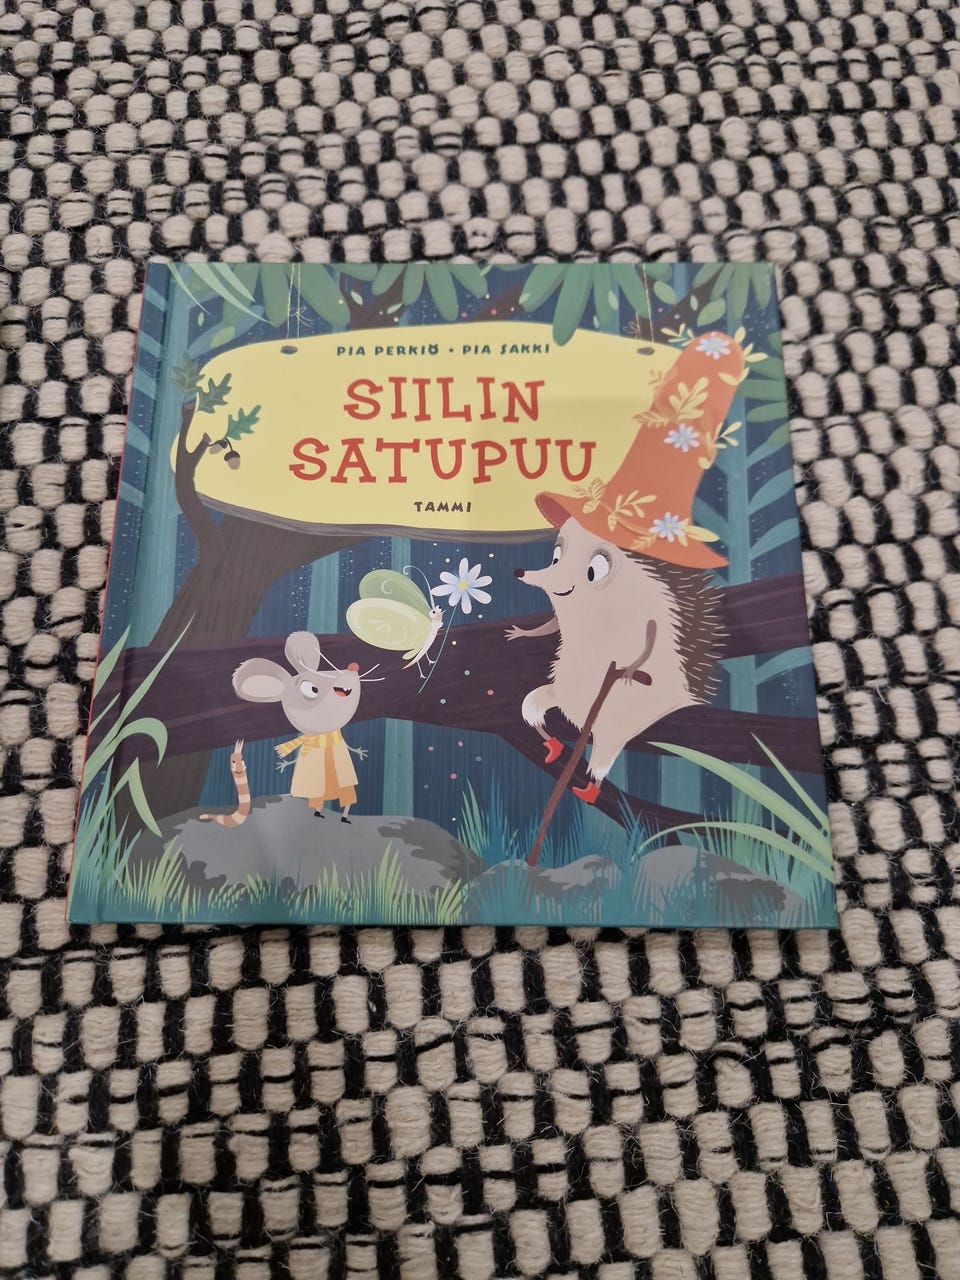 PIA PERKIÖ • PIA SAKKI
SIILIN
SATUPUU
TAMMI